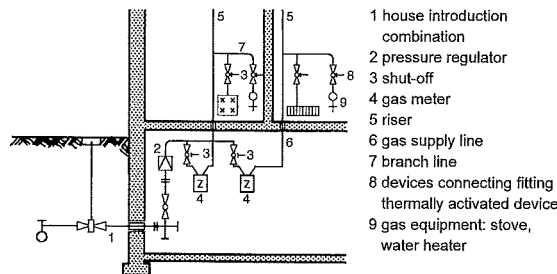 5
5
7
3
8
9
6
2
3
3
Z
Z
4
4
1
1 house introduction
combination
2 pressure regulator
3 shut-off
4 gas meter
5 riser
6 gas supply line
7 branch line
8 devices connecting fitting
thermally activated device
9 gas equipment: stove,
water heater